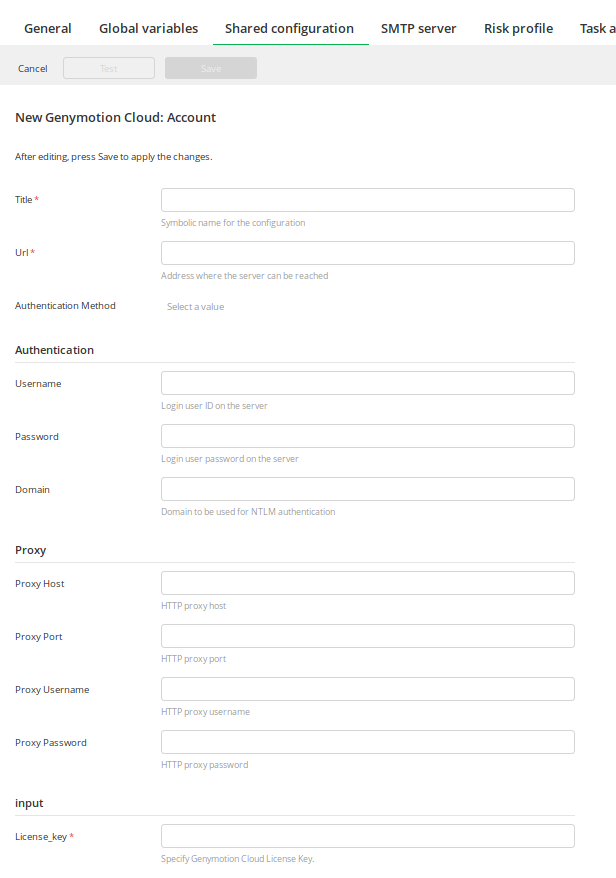 General Global variables Shared configuration SMTP server Risk profile Task a
Cancel Test Save
New Genymotion Cloud: Account
After editing, press Save to apply the changes.
Title *
Symbolic name for the configuration
Url *
Address where the server can be reached
Authentication Method Select a value
Authentication
Username
Login user ID on the server
Password
Login user password on the server
Domain
Domain to be used for NTLM authentication
Proxy
Proxy Host
HTTP proxy host
Proxy Port
HTTP proxy port
Proxy Username
HTTP proxy username
Proxy Password
HTTP proxy password
input
License_key *
Specify Genymotion Cloud License Key.